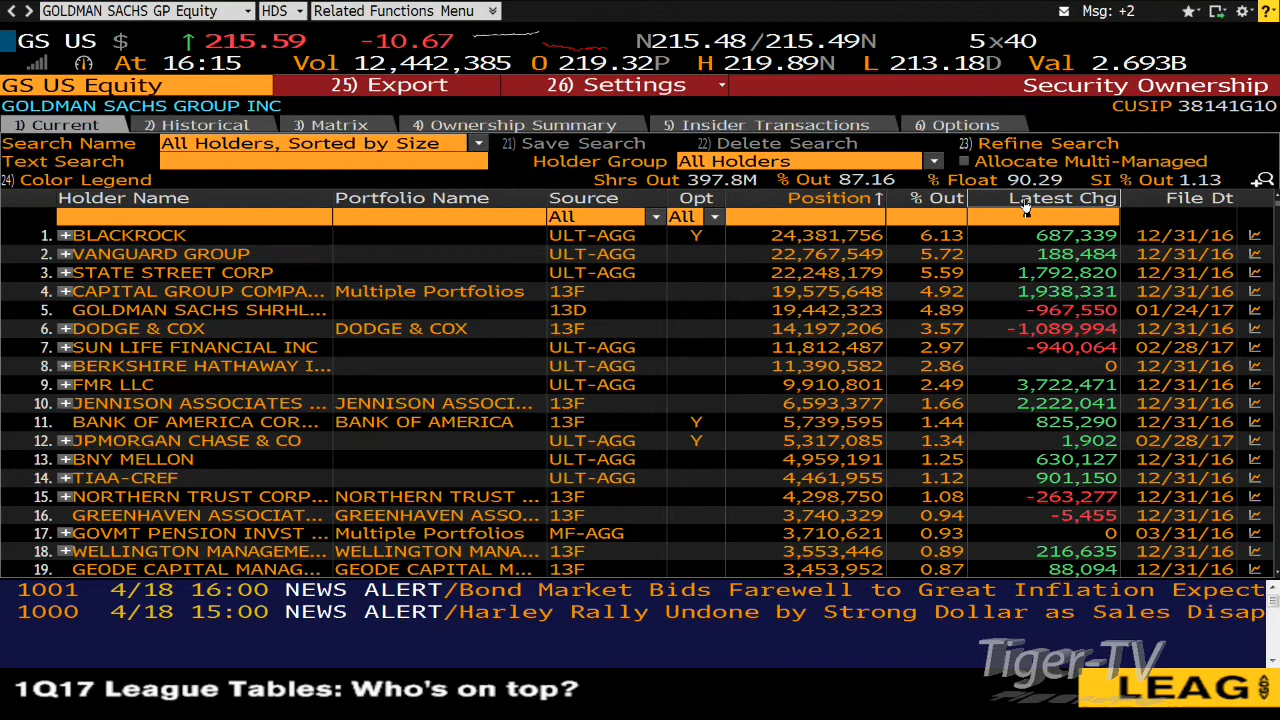 GOLDMAN SACHS GP Equity HDS Related Functions Menu Msg: +2 ?
GS US $ ↑ 215.59 -10.67 N215.48/215.49N 5×40
At 16:15 Vol 12,442,385 O 219.32P H 219.89N L 213.18D Val 2.693B
GS US Equity 25) Export 26) Settings Security Ownership
GOLDMAN SACHS GROUP INC CUSIP 38141G10
1) Current 2) Historical 3) Matrix 4) Ownership Summary 5) Insider Transactions 6) Options
Search Name All Holders, Sorted by Size 21) Save Search 22) Delete Search 23) Refine Search
Text Search Holder Group All Holders Allocate Multi-Managed
24) Color Legend Shrs Out 397.8M % Out 87.16 % Float 90.29 SI % Out 1.13
Holder Name Portfolio Name Source Opt Position↑ % Out Latest Chg File Dt
All All
1. BLACKROCK ULT-AGG Y 24,381,756 6.13 687,339 12/31/16
2. VANGUARD GROUP ULT-AGG 22,767,549 5.72 188,484 12/31/16
3. STATE STREET CORP ULT-AGG 22,248,179 5.59 1,792,820 12/31/16
4. CAPITAL GROUP COMPA... Multiple Portfolios 13F 19,575,648 4.92 1,938,331 12/31/16
5. GOLDMAN SACHS SHRHL... 13D 19,442,323 4.89 -967,550 01/24/17
6. DODGE & COX DODGE & COX 13F 14,197,206 3.57 -1,089,994 12/31/16
7. SUN LIFE FINANCIAL INC ULT-AGG 11,812,487 2.97 -940,064 02/28/17
8. BERKSHIRE HATHAWAY I... ULT-AGG 11,390,582 2.86 0 12/31/16
9. FMR LLC ULT-AGG 9,910,801 2.49 3,722,471 12/31/16
10. JENNISON ASSOCIATES ... JENNISON ASSOCI... 13F 6,593,377 1.66 2,222,041 12/31/16
11. BANK OF AMERICA COR... BANK OF AMERICA 13F Y 5,739,595 1.44 825,290 12/31/16
12. JPMORGAN CHASE & CO ULT-AGG Y 5,317,085 1.34 1,902 02/28/17
13. BNY MELLON ULT-AGG 4,959,191 1.25 630,127 12/31/16
14. TIAA-CREF ULT-AGG 4,461,955 1.12 901,150 12/31/16
15. NORTHERN TRUST CORP... NORTHERN TRUST ... 13F 4,298,750 1.08 -263,277 12/31/16
16. GREENHAVEN ASSOCIAT... GREENHAVEN ASSO... 13F 3,740,329 0.94 -5,455 12/31/16
17. GOVMT PENSION INVST ... Multiple Portfolios MF-AGG 3,710,621 0.93 0 03/31/16
18. WELLINGTON MANAGEME... WELLINGTON MANA... 13F 3,553,446 0.89 216,635 12/31/16
19. GEODE CAPITAL MANAG... GEODE CAPITAL M... 13F 3,453,952 0.87 88,094 12/31/16
1001 4/18 16:00 NEWS ALERT/Bond Market Bids Farewell to Great Inflation Expect
1000 4/18 15:00 NEWS ALERT/Harley Rally Undone by Strong Dollar as Sales Disap
Tiger-TV
1Q17 League Tables: Who's on top? LEAG